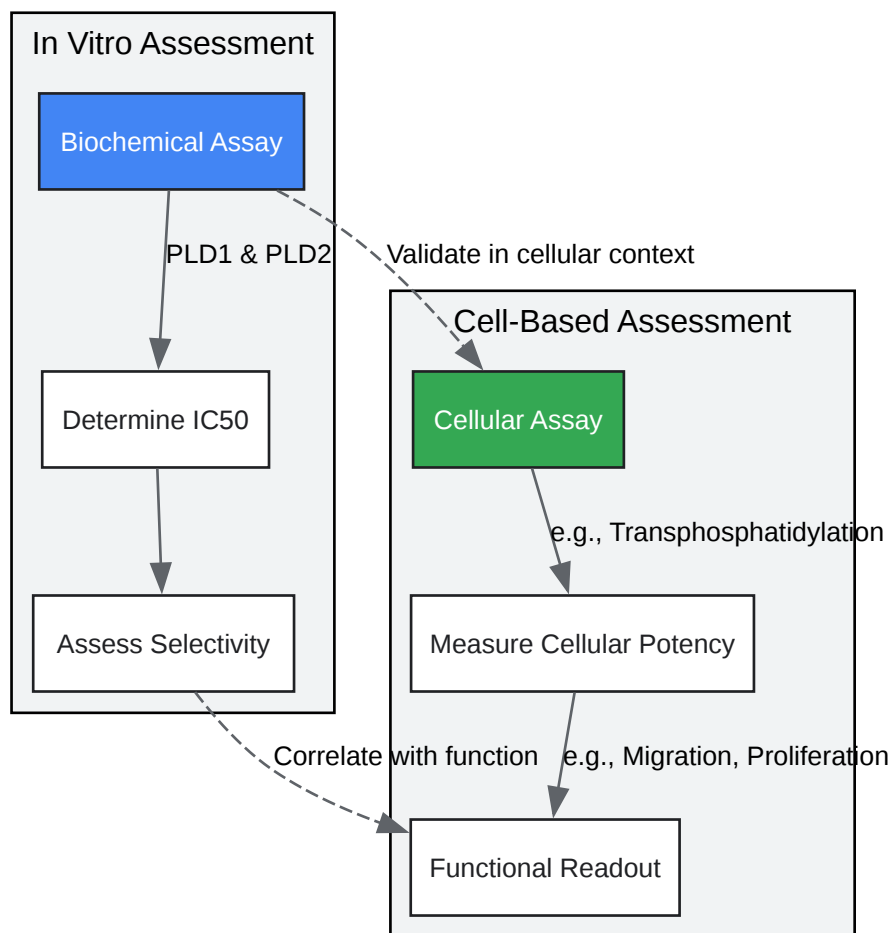 In Vitro Assessment
Biochemical Assay
PLD1 & PLD2
Validate in cellular context
Cell-Based Assessment
Determine IC50
Cellular Assay
e.g., Transphosphatidylation
Assess Selectivity
Measure Cellular Potency
Correlate with function
e.g., Migration, Proliferation
Functional Readout